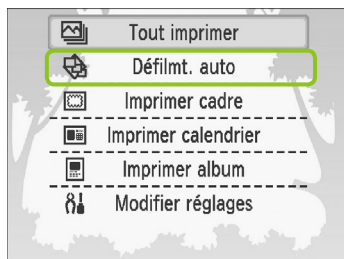 Tout imprimer
Défilmt. auto
Imprimer cadre
Imprimer calendrier
Imprimer album
Modifier réglages